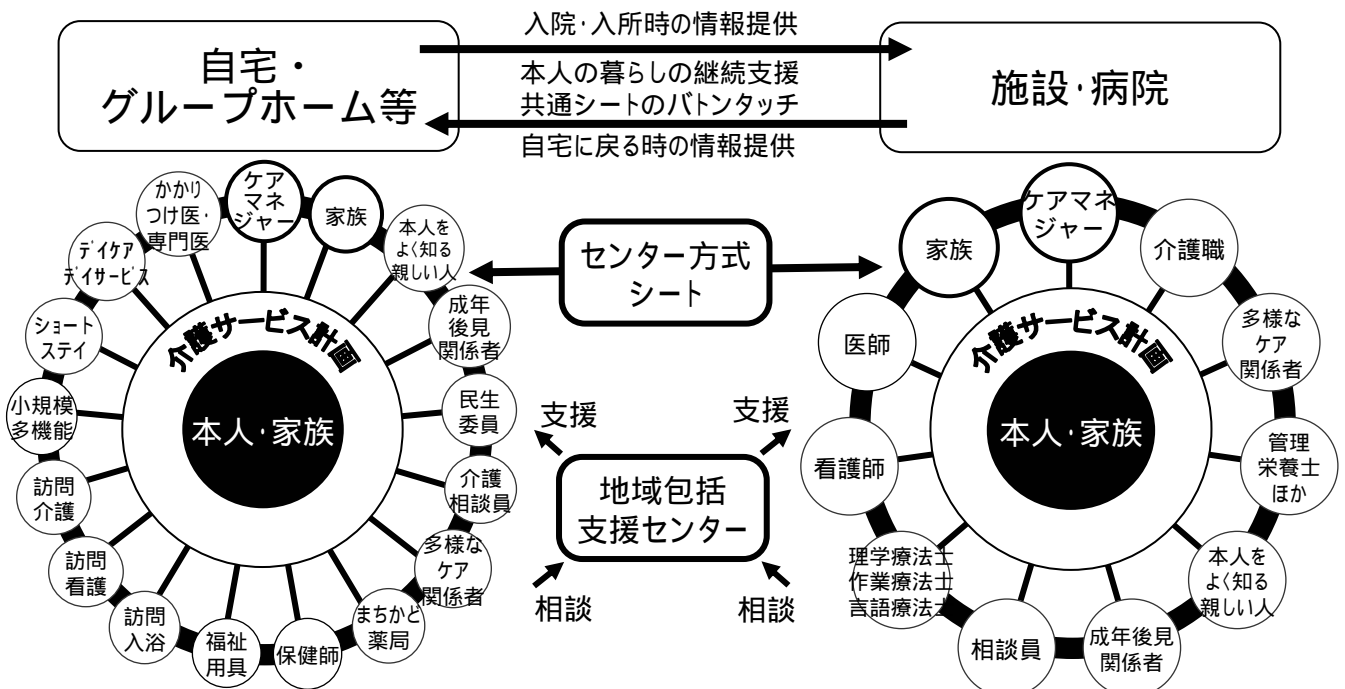 入院・入所時の情報提供
自宅・
グループホーム等
本人の暮らしの継続支援
共通シートのバトンタッチ
自宅に戻る時の情報提供
施設・病院
ケア
マネ
ジャー
家族
本人を
よく知る
親しい人
成年
後見
関係者
民生
委員
介護
相談員
多様な
ケア
関係者
まちかど
薬局
保健師
福祉
用具
訪問
入浴
訪問
看護
訪問
介護
小規模
多機能
ショート
ステイ
デイケア
デイサービス
かかり
つけ医・
専門医
介護サービス計画
本人・家族
センター方式
シート
支援
支援
地域包括
支援センター
相談
相談
ケアマネ
ジャー
介護職
多様な
ケア
関係者
管理
栄養士
ほか
本人を
よく知る
親しい人
成年後見
関係者
相談員
理学療法士
作業療法士
言語療法士
看護師
医師
家族
介護サービス計画
本人・家族